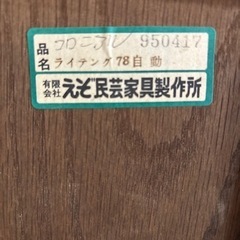 品名 コロニアル 950417
ライテング78自動
有限会社 えぞ民芸家具製作所